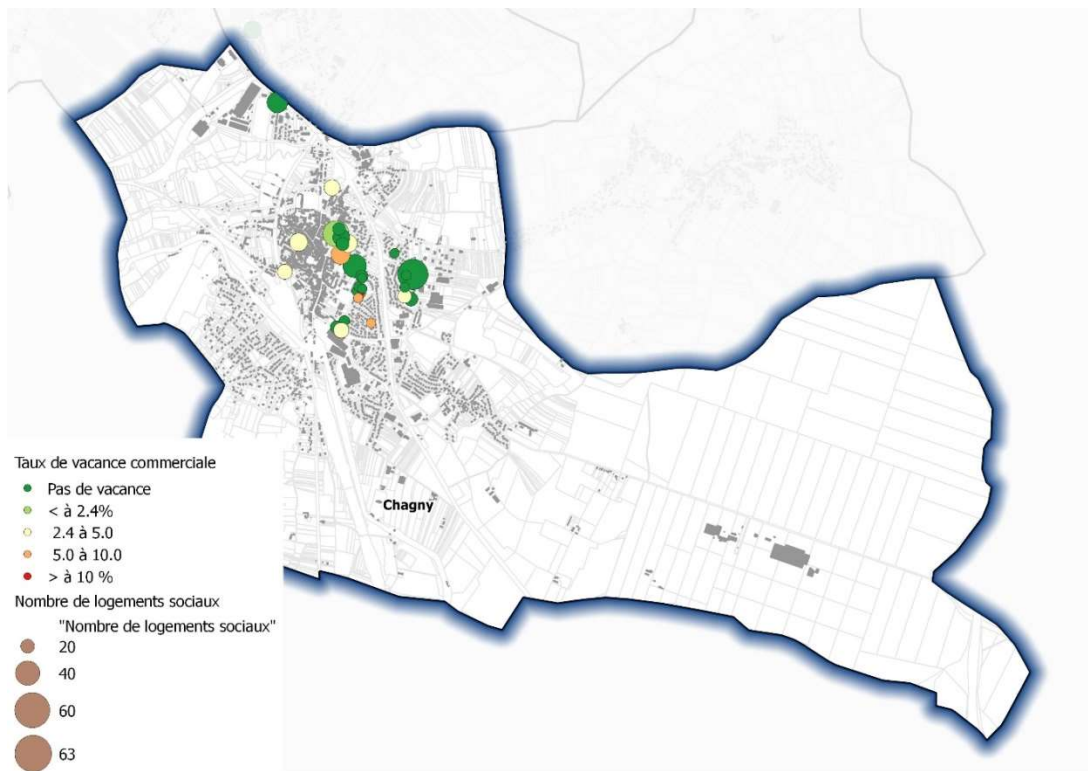 Chagny
Taux de vacance commerciale
Pas de vacance
< à 2.4%
2.4 à 5.0
5.0 à 10.0
> à 10 %
Nombre de logements sociaux
"Nombre de logements sociaux"
20
40
60
63